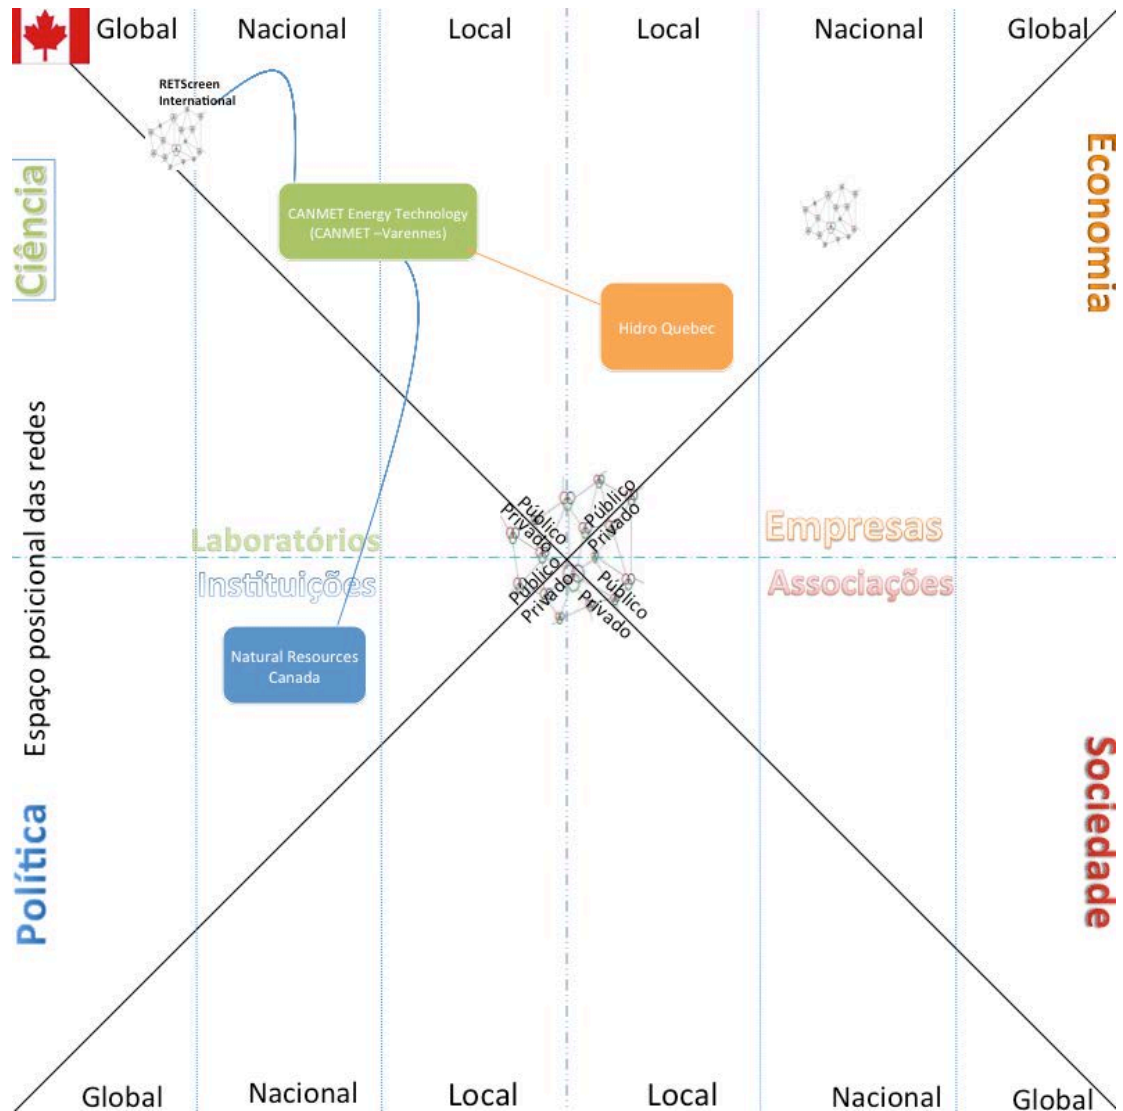 Global
Nacional
Local
Local
Nacional
Global
RETScreen
International
Ciência
Economia
CANMET Energy Technology
(CANMET –Varennes)
Hidro Quebec
Espaço posicional das redes
Público
Privado
Público
Privado
Laboratórios
Empresas
Instituições
Associações
Público
Privado
Público
Privado
Natural Resources
Canada
Política
Sociedade
Global
Nacional
Local
Local
Nacional
Global